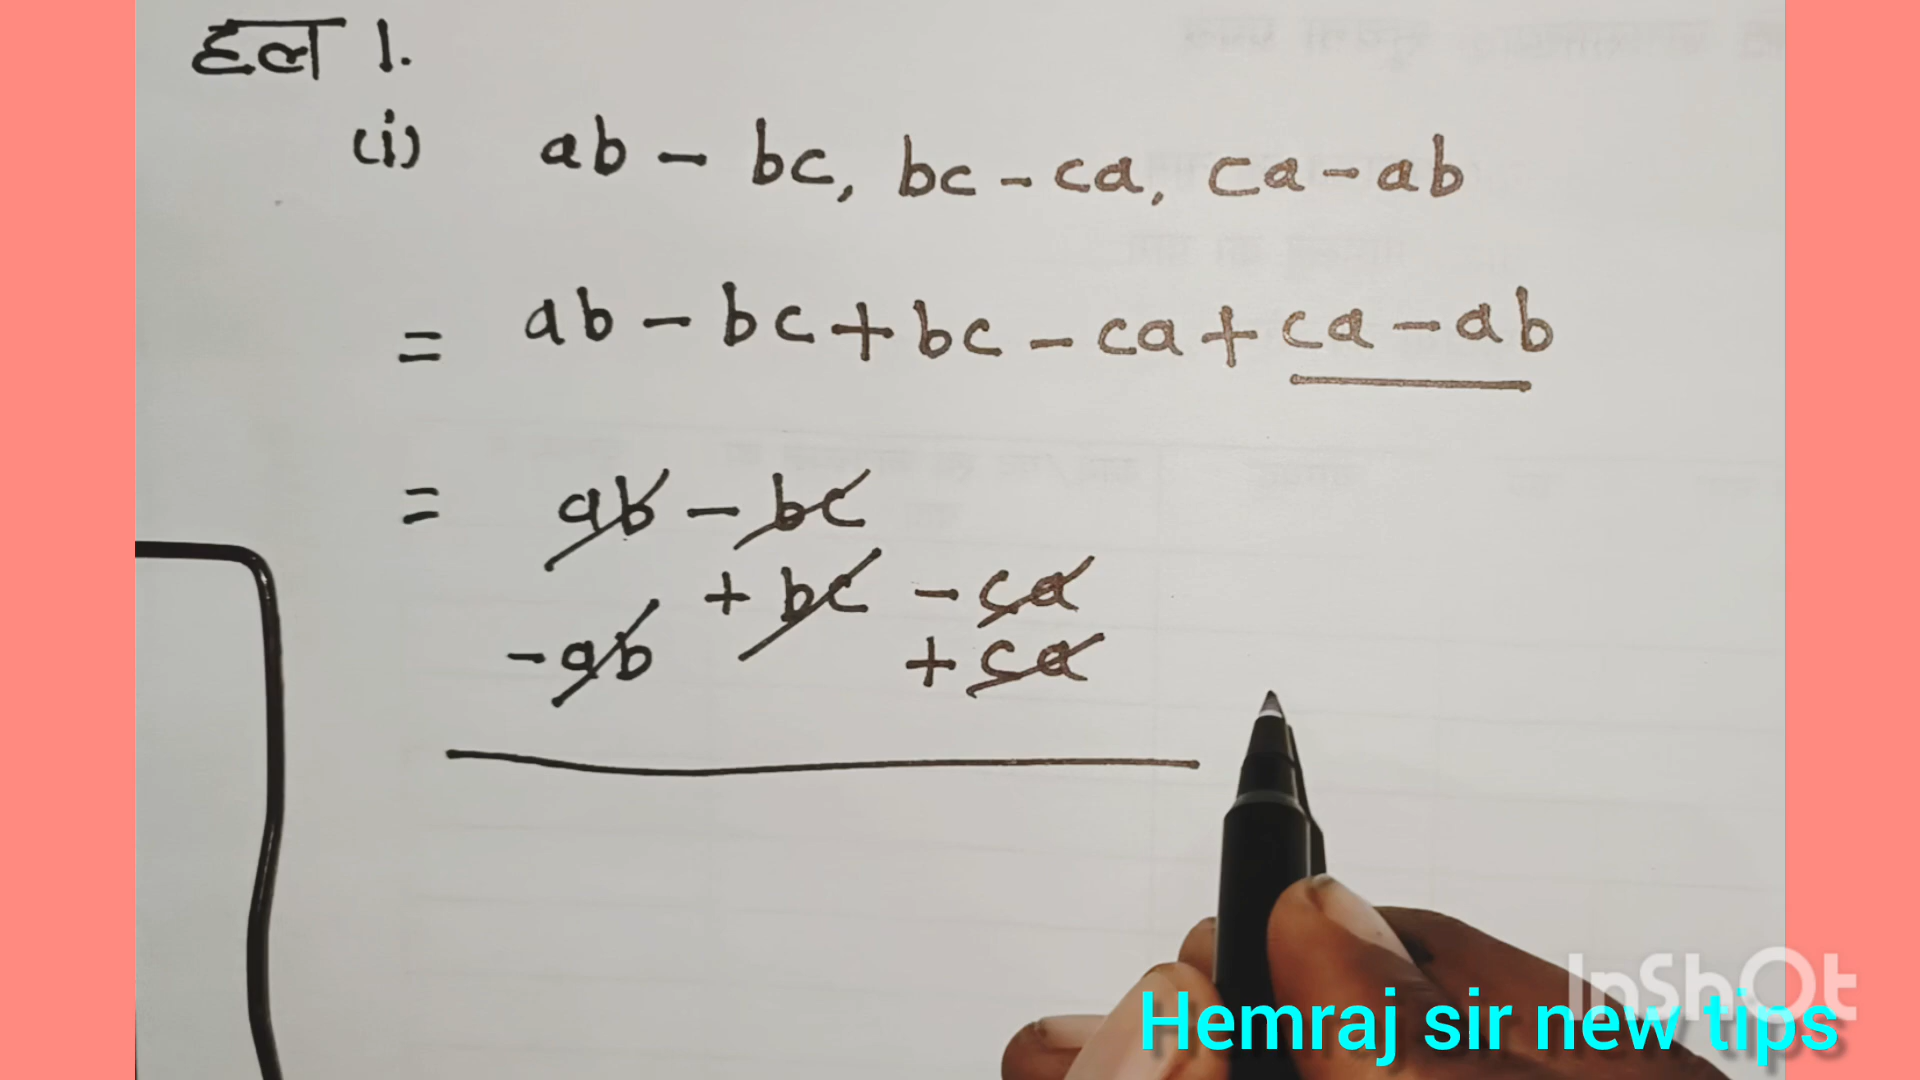 हल 1.
(i) ab - bc, bc - ca, ca - ab
= ab - bc + bc - ca + ca - ab
= ab - bc
+ bc - ca
- ab + ca
InShOt
Hemraj sir new tips